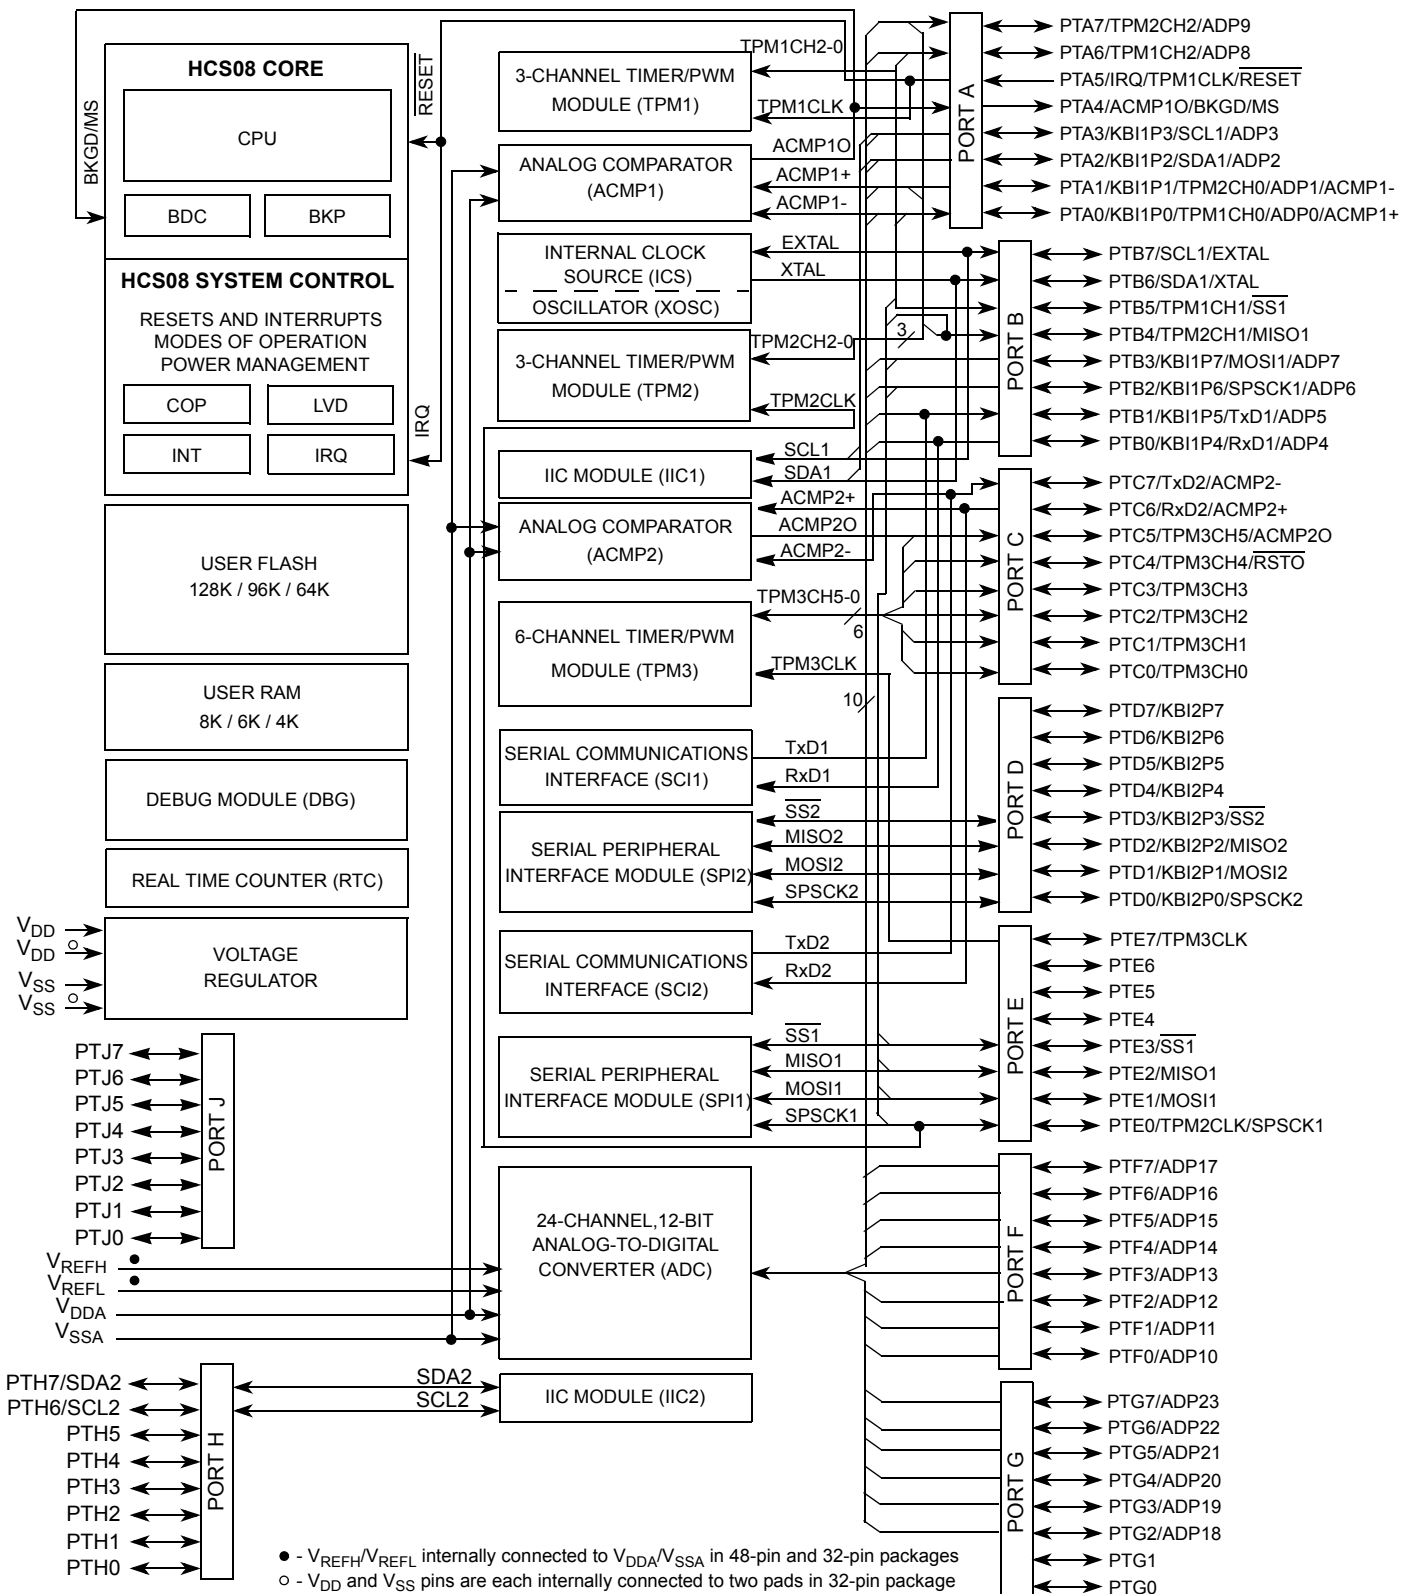 HCS08 CORE
CPU
BDC
BKP
BKGD/MS
RESET
HCS08 SYSTEM CONTROL
RESETS AND INTERRUPTS
MODES OF OPERATION
POWER MANAGEMENT
COP
LVD
INT
IRQ
IRQ
USER FLASH
128K / 96K / 64K
USER RAM
8K / 6K / 4K
DEBUG MODULE (DBG)
REAL TIME COUNTER (RTC)
VDD
VDD
VSS
VSS
VOLTAGE
REGULATOR
PTJ7
PTJ6
PTJ5
PTJ4
PTJ3
PTJ2
PTJ1
PTJ0
PORT J
VREFH
VREFL
VDDA
VSSA
PTH7/SDA2
PTH6/SCL2
PTH5
PTH4
PTH3
PTH2
PTH1
PTH0
PORT H
3-CHANNEL TIMER/PWM
MODULE (TPM1)
TPM1CH2-0
TPM1CLK
ANALOG COMPARATOR
(ACMP1)
ACMP1O
ACMP1+
ACMP1-
INTERNAL CLOCK
SOURCE (ICS)
OSCILLATOR (XOSC)
EXTAL
XTAL
3-CHANNEL TIMER/PWM
MODULE (TPM2)
TPM2CH2-0
3
TPM2CLK
IIC MODULE (IIC1)
SCL1
SDA1
ANALOG COMPARATOR
(ACMP2)
ACMP2+
ACMP2O
ACMP2-
6-CHANNEL TIMER/PWM
MODULE (TPM3)
TPM3CH5-0
6
TPM3CLK
10
SERIAL COMMUNICATIONS
INTERFACE (SCI1)
TxD1
RxD1
SERIAL PERIPHERAL
INTERFACE MODULE (SPI2)
SS2
MISO2
MOSI2
SPSCK2
SERIAL COMMUNICATIONS
INTERFACE (SCI2)
TxD2
RxD2
SERIAL PERIPHERAL
INTERFACE MODULE (SPI1)
SS1
MISO1
MOSI1
SPSCK1
24-CHANNEL,12-BIT
ANALOG-TO-DIGITAL
CONVERTER (ADC)
IIC MODULE (IIC2)
SDA2
SCL2
PORT A
PTA7/TPM2CH2/ADP9
PTA6/TPM1CH2/ADP8
PTA5/IRQ/TPM1CLK/RESET
PTA4/ACMP1O/BKGD/MS
PTA3/KBI1P3/SCL1/ADP3
PTA2/KBI1P2/SDA1/ADP2
PTA1/KBI1P1/TPM2CH0/ADP1/ACMP1-
PTA0/KBI1P0/TPM1CH0/ADP0/ACMP1+
PORT B
PTB7/SCL1/EXTAL
PTB6/SDA1/XTAL
PTB5/TPM1CH1/SS1
PTB4/TPM2CH1/MISO1
PTB3/KBI1P7/MOSI1/ADP7
PTB2/KBI1P6/SPSCK1/ADP6
PTB1/KBI1P5/TxD1/ADP5
PTB0/KBI1P4/RxD1/ADP4
PORT C
PTC7/TxD2/ACMP2-
PTC6/RxD2/ACMP2+
PTC5/TPM3CH5/ACMP2O
PTC4/TPM3CH4/RSTO
PTC3/TPM3CH3
PTC2/TPM3CH2
PTC1/TPM3CH1
PTC0/TPM3CH0
PORT D
PTD7/KBI2P7
PTD6/KBI2P6
PTD5/KBI2P5
PTD4/KBI2P4
PTD3/KBI2P3/SS2
PTD2/KBI2P2/MISO2
PTD1/KBI2P1/MOSI2
PTD0/KBI2P0/SPSCK2
PORT E
PTE7/TPM3CLK
PTE6
PTE5
PTE4
PTE3/SS1
PTE2/MISO1
PTE1/MOSI1
PTE0/TPM2CLK/SPSCK1
PORT F
PTF7/ADP17
PTF6/ADP16
PTF5/ADP15
PTF4/ADP14
PTF3/ADP13
PTF2/ADP12
PTF1/ADP11
PTF0/ADP10
PORT G
PTG7/ADP23
PTG6/ADP22
PTG5/ADP21
PTG4/ADP20
PTG3/ADP19
PTG2/ADP18
PTG1
PTG0
● - VREFH/VREFL internally connected to VDDA/VSSA in 48-pin and 32-pin packages
○ - VDD and VSS pins are each internally connected to two pads in 32-pin package